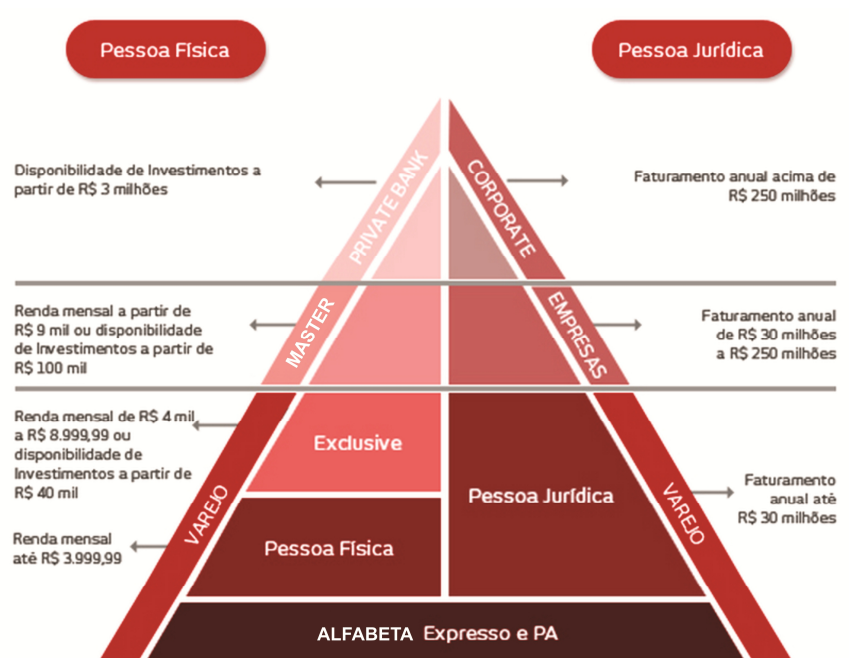 Pessoa Física
Pessoa Jurídica
Disponibilidade de Investimentos a
partir de R$ 3 milhões
PRIVATE BANK
CORPORATE
Faturamento anual acima de
R$ 250 milhões
Renda mensal a partir de
R$ 9 mil ou disponibilidade
de Investimentos a partir de
R$ 100 mil
MASTER
EMPRESAS
Faturamento anual
de R$ 30 milhões
a R$ 250 milhões
Renda mensal de R$ 4 mil
a R$ 8.999,99 ou
disponibilidade de
Investimentos a partir de
R$ 40 mil
Renda mensal
até R$ 3.999,99
VAREJO
Exclusive
Pessoa Física
Pessoa Jurídica
VAREJO
Faturamento
anual até
R$ 30 milhões
ALFABETA Expresso e PA